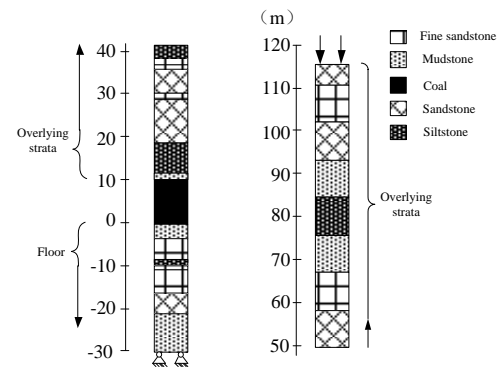 (m)
40
30
20
10
0
-10
-20
-30
Overlying
strata
Floor
120
110
100
90
80
70
60
50
Overlying
strata
Fine sandstone
Mudstone
Coal
Sandstone
Siltstone